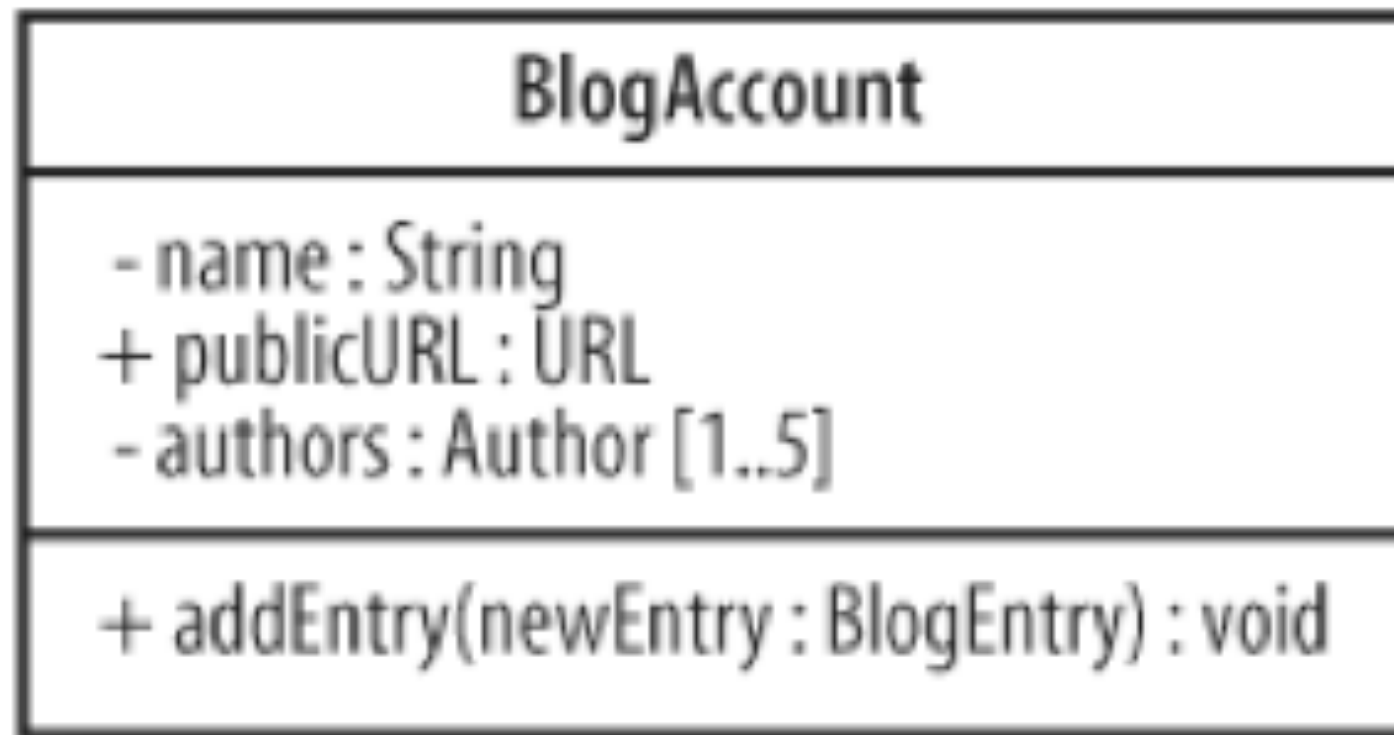 BlogAccount
- name : String
+ publicURL : URL
- authors : Author [1..5]
+ addEntry(newEntry : BlogEntry) : void